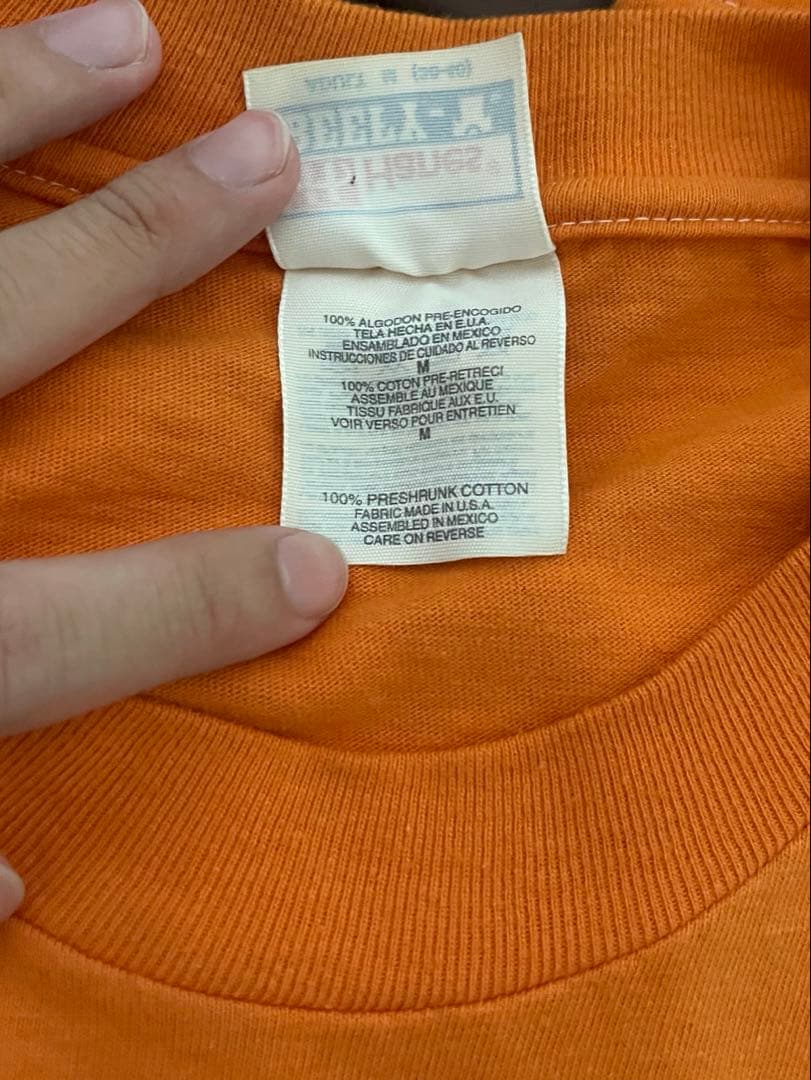 BEEFY-T
Hanes
100% ALGODON PRE-ENCOGIDO
TELA HECHA EN E.U.A.
ENSAMBLADO EN MEXICO
INSTRUCCIONES DE CUIDADO AL REVERSO
M
100% COTON PRE-RETRECI
ASSEMBLE AU MEXIQUE
TISSU FABRIQUE AUX E.U.
VOIR VERSO POUR ENTRETIEN
M
100% PRESHRUNK COTTON
FABRIC MADE IN U.S.A.
ASSEMBLED IN MEXICO
CARE ON REVERSE